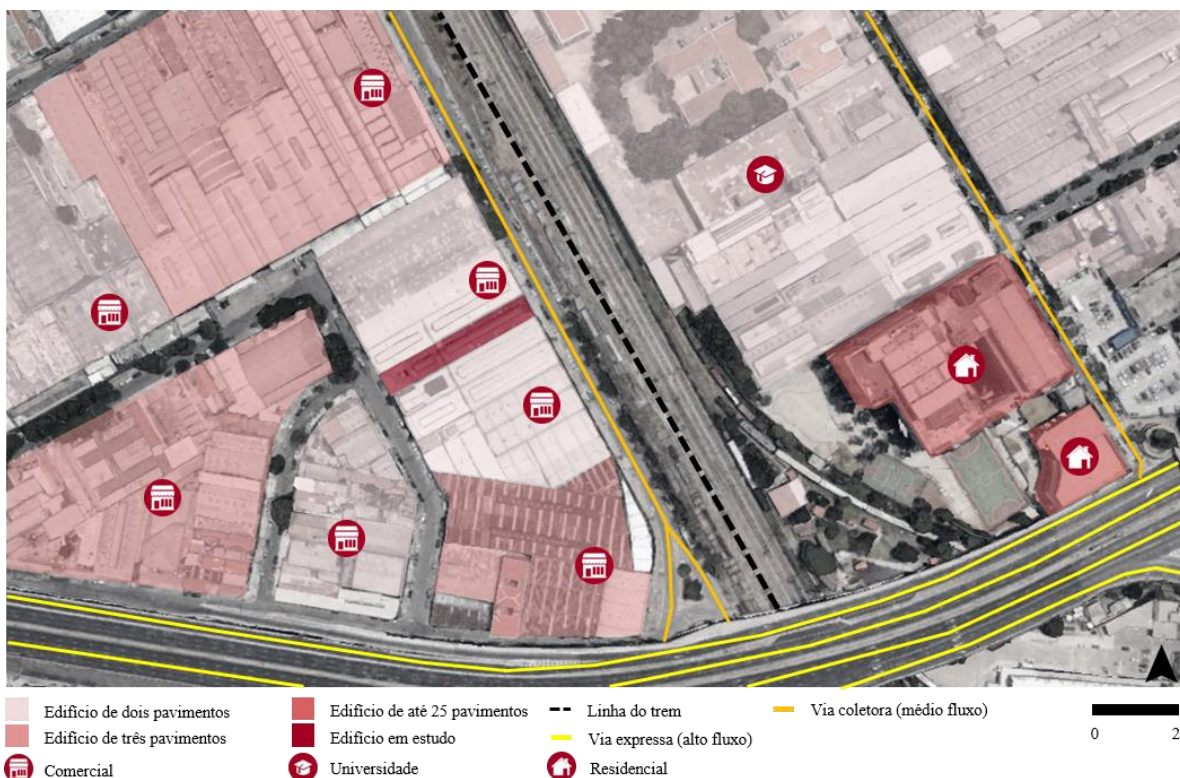 Edifício de dois pavimentos
Edifício de três pavimentos
Comercial
Edifício de até 25 pavimentos
Edifício em estudo
Universidade
Linha do trem
Via expressa (alto fluxo)
Residencial
Via coletora (médio fluxo)
0 2